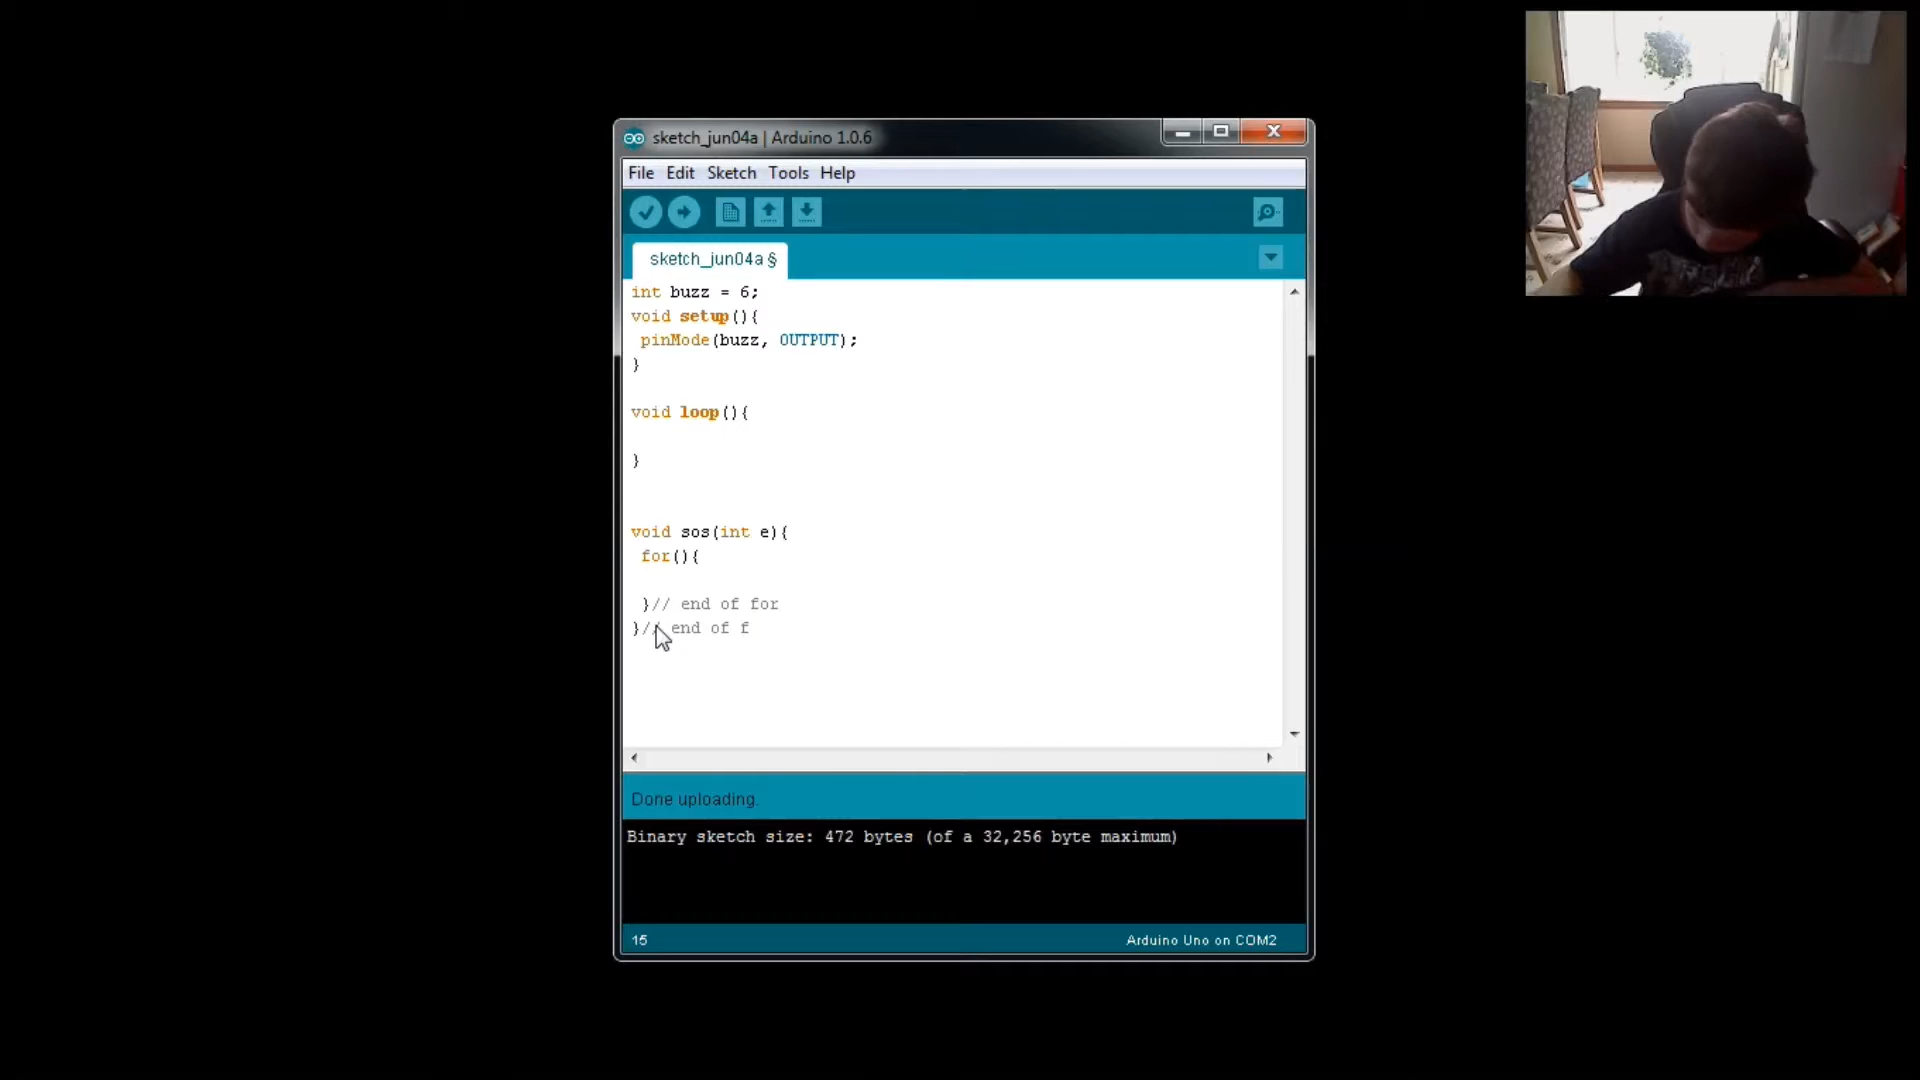 sketch_jun04a | Arduino 1.0.6
File Edit Sketch Tools Help
sketch_jun04a §
int buzz = 6;
void setup(){
pinMode(buzz, OUTPUT);
}
void loop(){
}
void sos(int e){
for(){
}// end of for
}// end of f
Done uploading.
Binary sketch size: 472 bytes (of a 32,256 byte maximum)
15
Arduino Uno on COM2